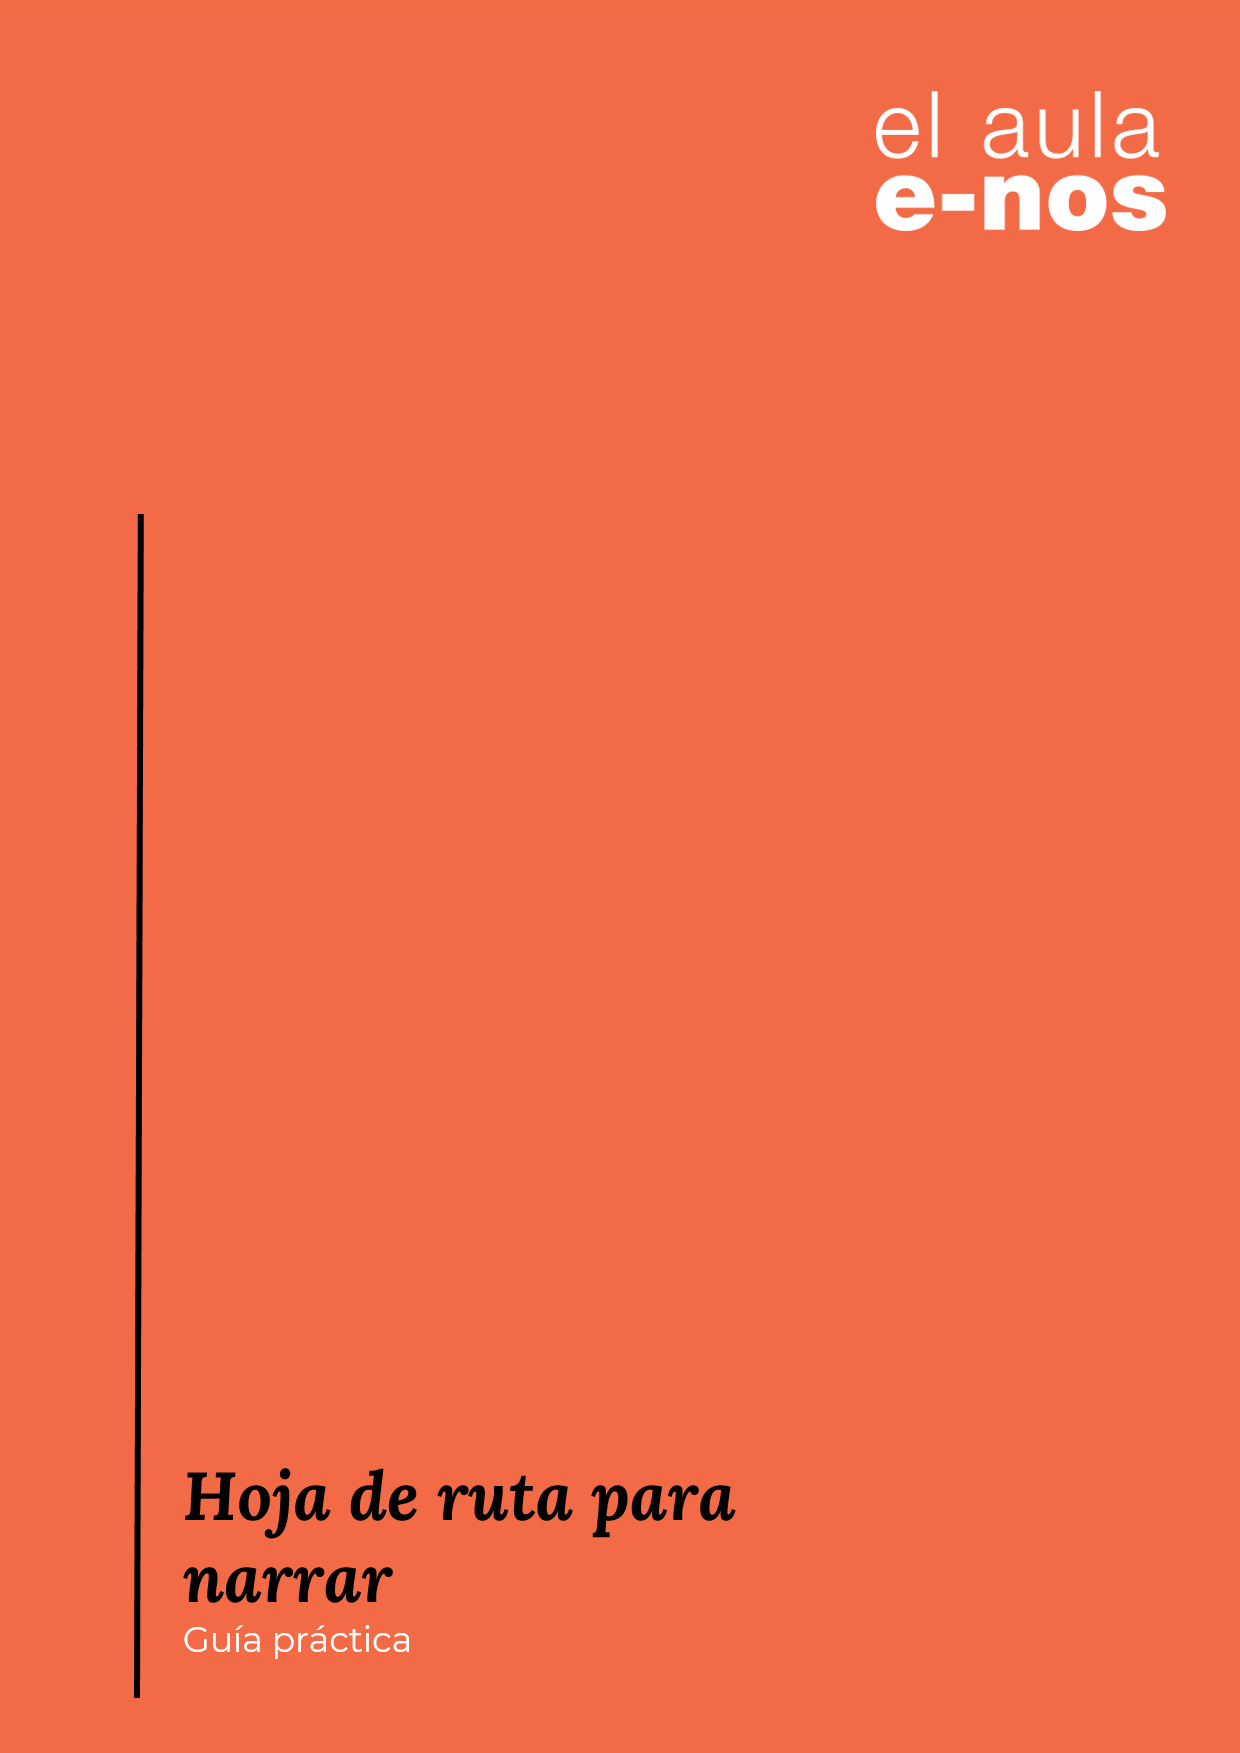 el aula
e-nos
Hoja de ruta para
narrar
Guía práctica